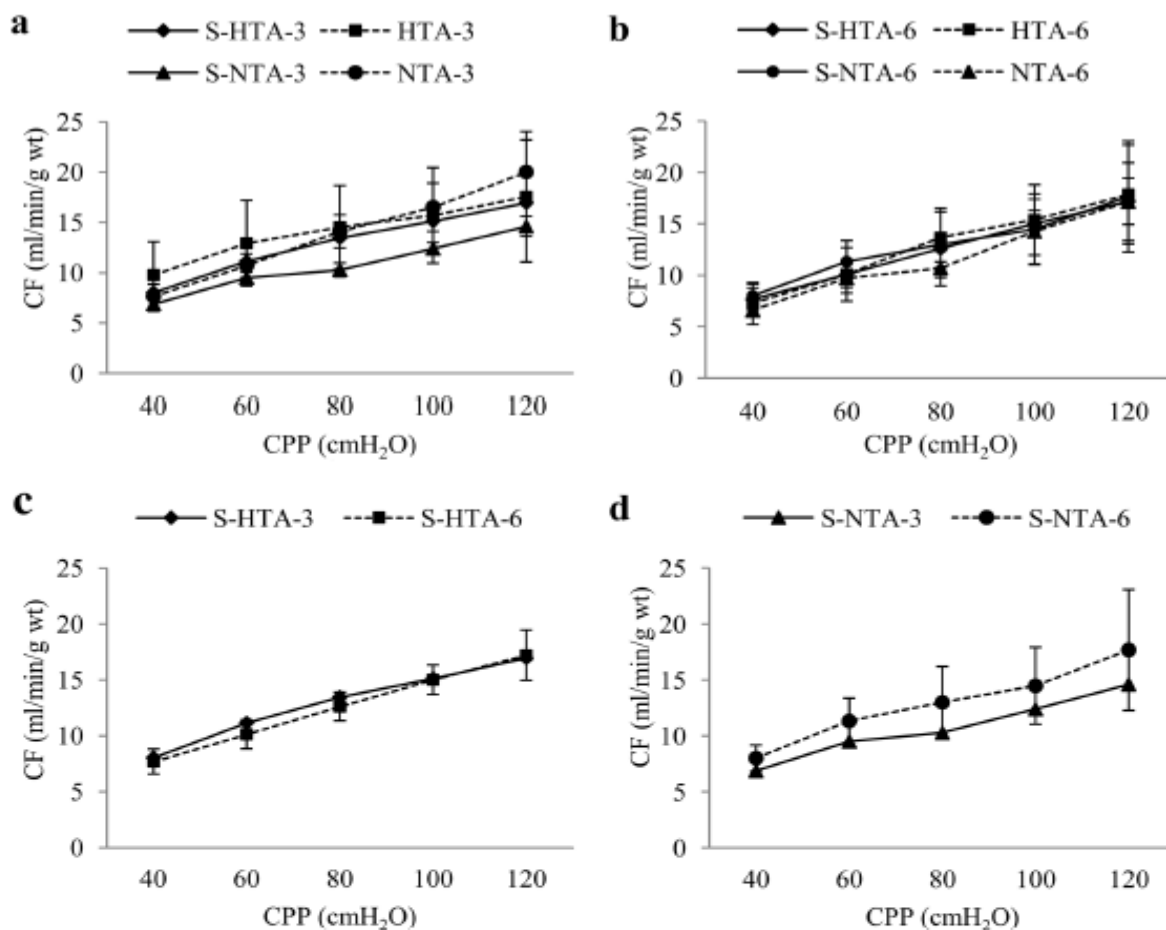 a
S-HTA-3 HTA-3
S-NTA-3 NTA-3
CF (ml/min/g wt)
25
20
15
10
5
0
40 60 80 100 120
CPP (cmH₂O)
b
S-HTA-6 HTA-6
S-NTA-6 NTA-6
CF (ml/min/g wt)
25
20
15
10
5
0
40 60 80 100 120
CPP (cmH₂O)
c
S-HTA-3 S-HTA-6
CF (ml/min/g wt)
25
20
15
10
5
0
40 60 80 100 120
CPP (cmH₂O)
d
S-NTA-3 S-NTA-6
CF (ml/min/g wt)
25
20
15
10
5
0
40 60 80 100 120
CPP (cmH₂O)